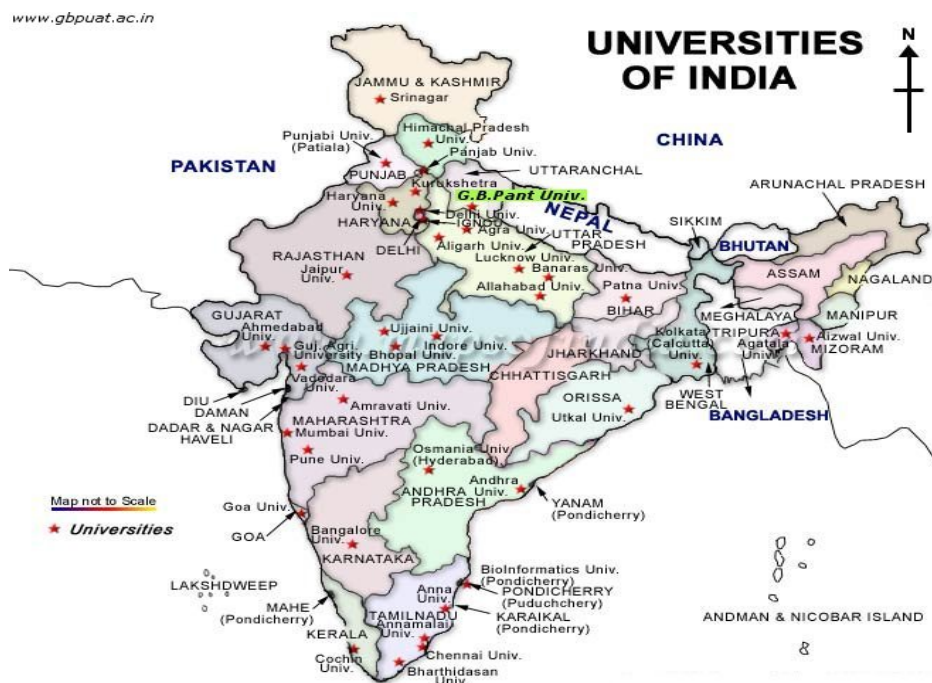 www.gbpuat.ac.in
UNIVERSITIES
OF INDIA
N
JAMMU & KASHMIR
Srinagar
Himachal Pradesh
Univ.
Punjabi Univ.
(Patiala)
Panjab Univ.
PAKISTAN
CHINA
PUNJAB
UTTARANCHAL
Kurukshetra
ARUNACHAL PRADESH
Haryana
Univ.
G.B.Pant Univ.
NEPAL
Delhi Univ.
HARYANA
IGNOU
SIKKIM
Agra Univ.
DELHI
Aligarh Univ.
UTTAR
PRADESH
BHUTAN
RAJASTHAN
Jaipur
Univ.
Lucknow Univ.
Banaras Univ.
ASSAM
NAGALAND
Allahabad Univ.
Patna Univ.
BIHAR
MEGHALAYA
MANIPUR
GUJARAT
Ahmedabad
Univ.
Ujjaini Univ.
Guj. Agri
University
Indore Univ.
Bhopal Univ.
MADHYA PRADESH
Kolkata
(Calcutta
Univ.
TRIPURA
Agatala
Univ.
Aizwal Univ.
MIZORAM
JHARKHAND
CHHATTISGARH
Vadodara
Univ.
DIU
DAMAN
DADAR & NAGAR
HAVELI
Amravati Univ.
ORISSA
Utkal Univ.
WEST
BENGAL
BANGLADESH
MAHARASHTRA
Mumbai Univ.
Pune Univ.
Osmania Univ
(Hyderabad)
Andhra
Univ.
ANDHRA
PRADESH
YANAM
(Pondicherry)
Map not to Scale
Universities
Goa Univ.
GOA
Bangalore
Univ.
KARNATAKA
LAKSHDWEEP
MAHE
(Pondicherry)
BioInformatics Univ.
(Pondicherry)
Anna
Univ.
PONDICHERRY
(Puduchchery)
KARAIKAL
(Pondicherry)
TAMILNADU
Annamalai
Univ.
ANDMAN & NICOBAR ISLAND
KERALA
Cochin
Univ.
Chennai Univ.
Bharthidasan
Univ